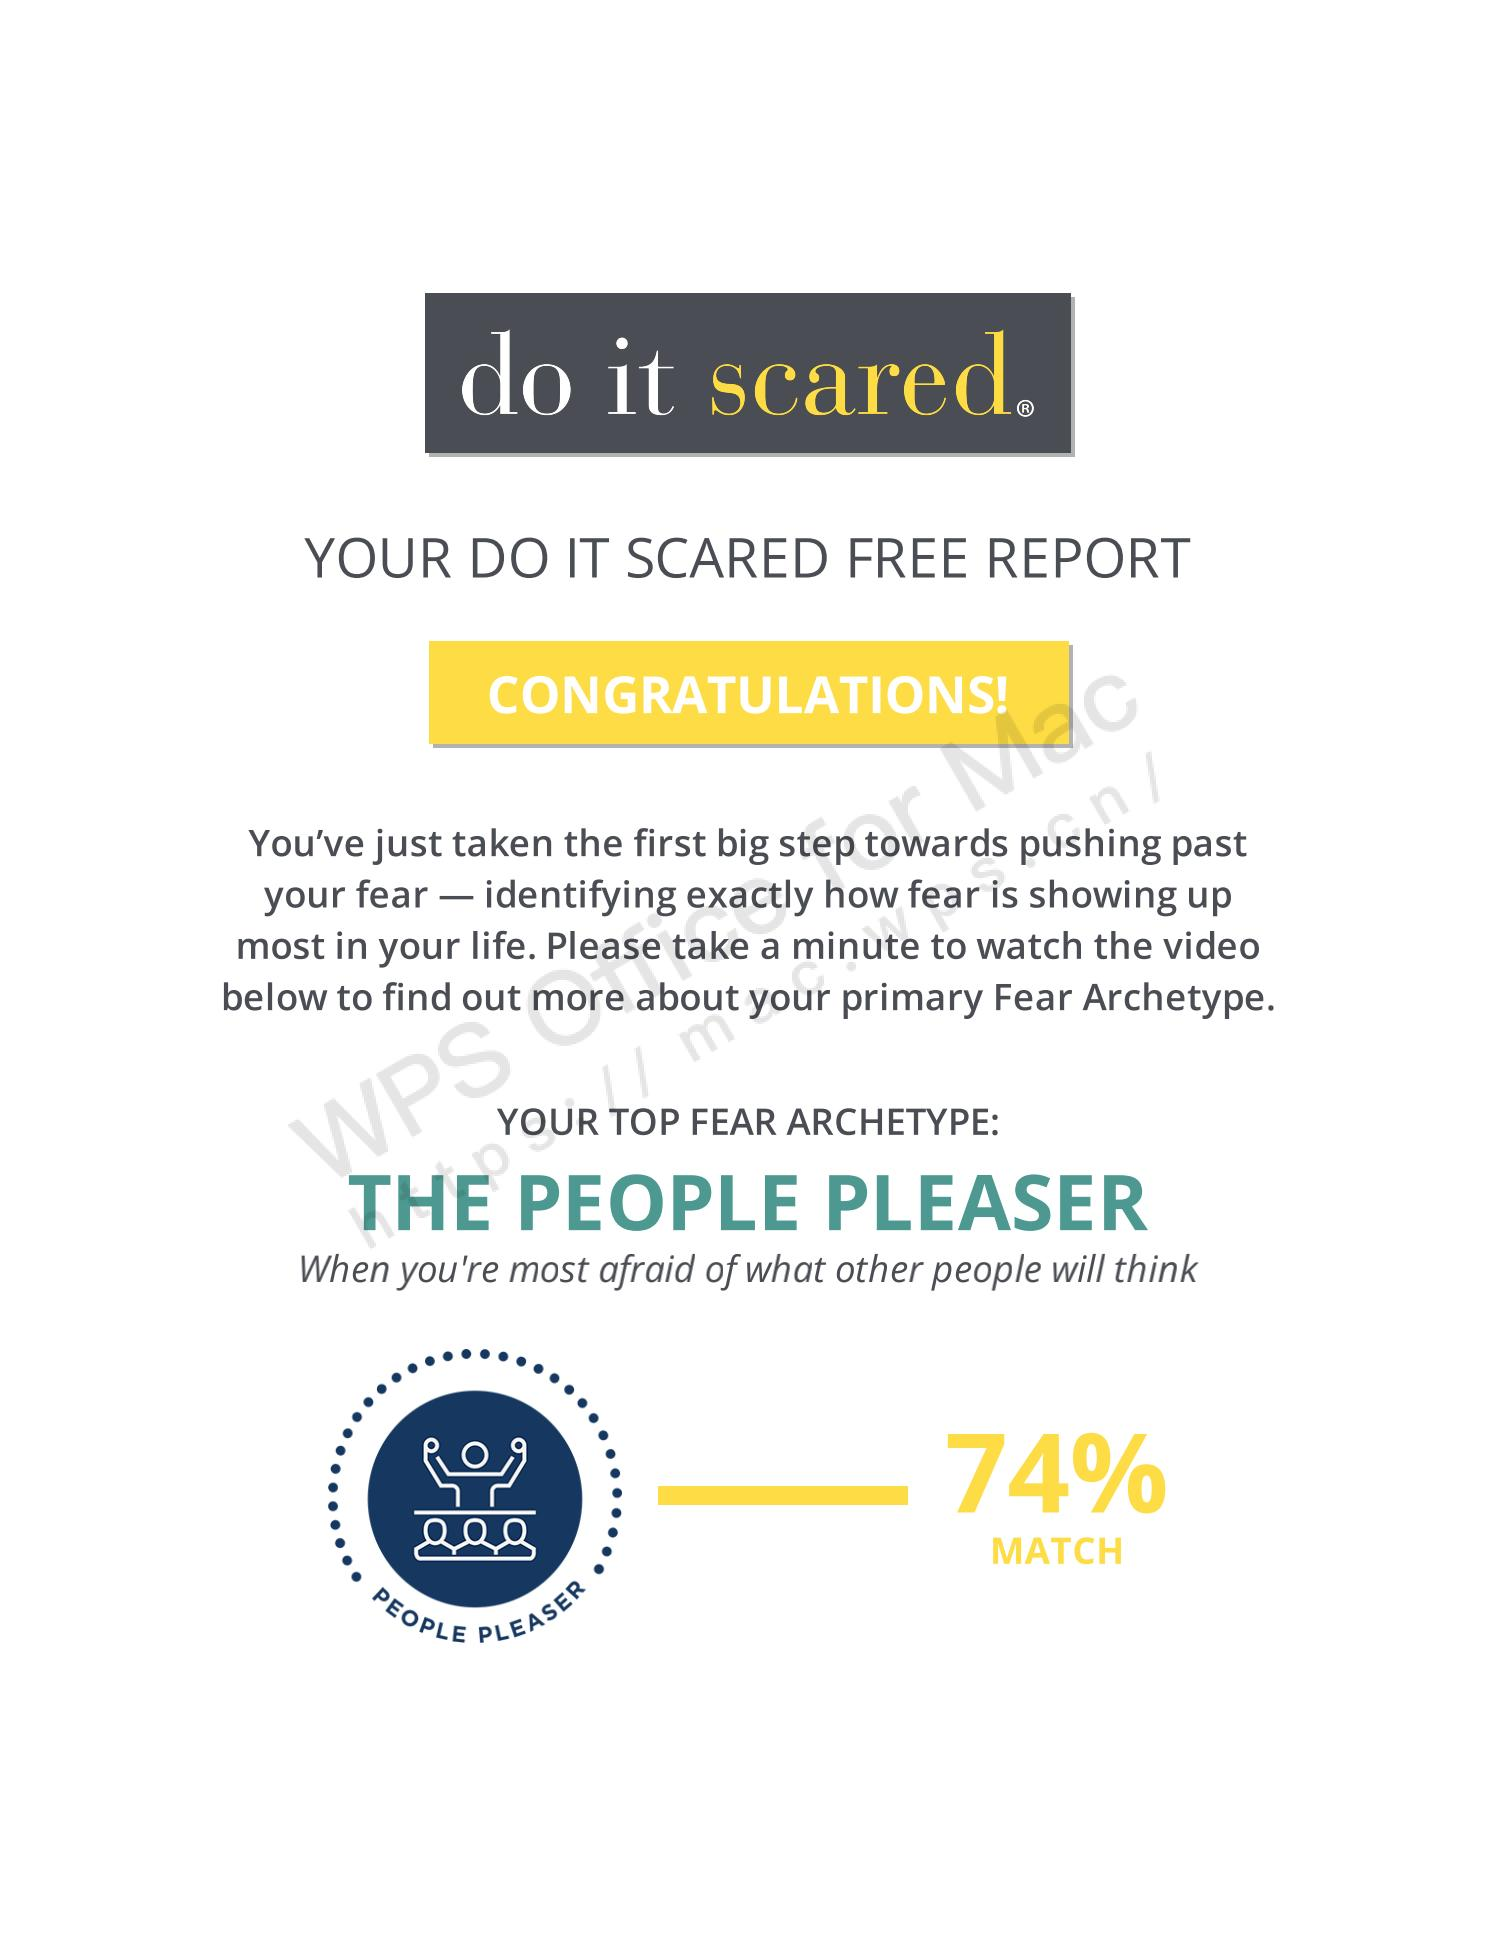 do it scared®
YOUR DO IT SCARED FREE REPORT
CONGRATULATIONS!
You’ve just taken the first big step towards pushing past
your fear — identifying exactly how fear is showing up
most in your life. Please take a minute to watch the video
below to find out more about your primary Fear Archetype.
WPS Office for Mac
https://mac.wps.cn/
YOUR TOP FEAR ARCHETYPE:
THE PEOPLE PLEASER
When you're most afraid of what other people will think
PEOPLE PLEASER
74%
MATCH